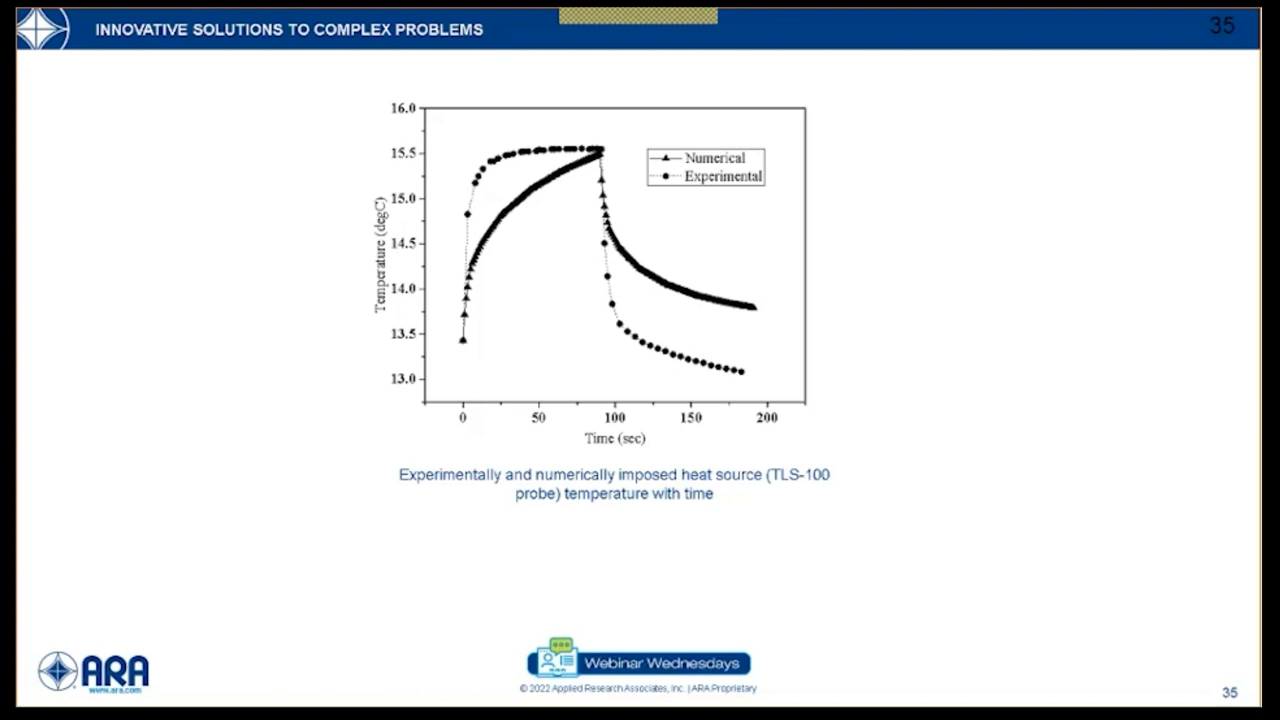 INNOVATIVE SOLUTIONS TO COMPLEX PROBLEMS
35
16.0
15.5
15.0
14.5
14.0
13.5
13.0
Temperature (degC)
Numerical
Experimental
0 50 100 150 200
Time (sec)
Experimentally and numerically imposed heat source (TLS-100
probe) temperature with time
ARA
www.ara.com
Webinar Wednesdays
© 2022 Applied Research Associates, Inc. | ARA Proprietary
35